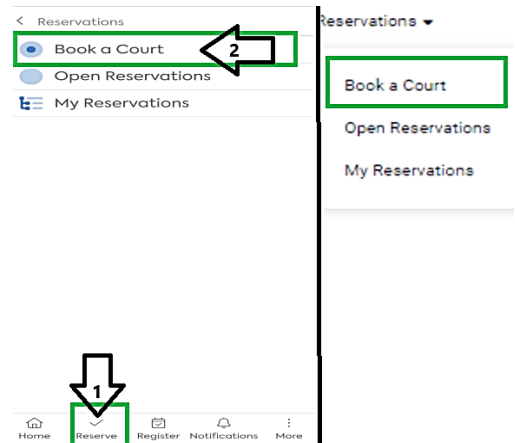 Reservations
Book a Court
2
Open Reservations
My Reservations
1
Home
Reserve
Register
Notifications
More
Reservations
Book a Court
Open Reservations
My Reservations